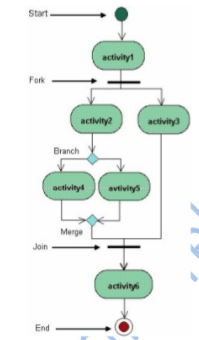 Start
activity1
Fork
activity2 activity3
Branch
activity4 avtivity5
Merge
Join
activity6
End